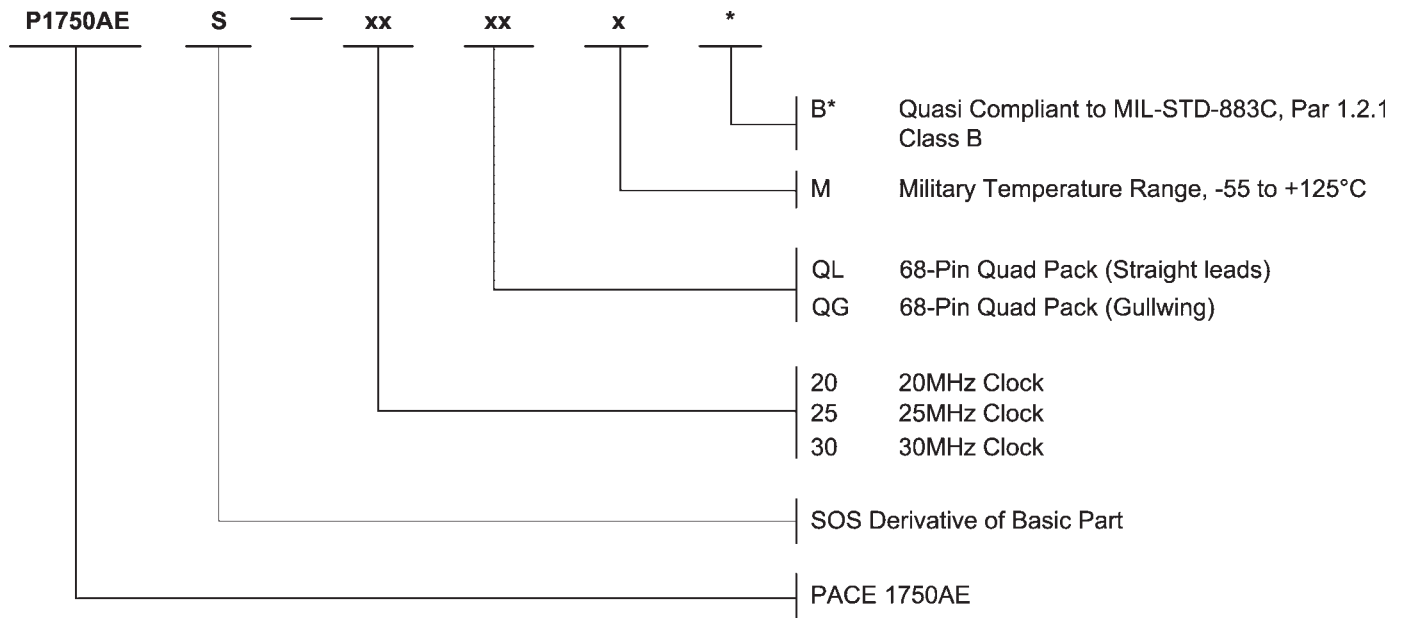 P1750AE S — xx xx x *
B* Quasi Compliant to MIL-STD-883C, Par 1.2.1
Class B
M Military Temperature Range, -55 to +125°C
QL 68-Pin Quad Pack (Straight leads)
QG 68-Pin Quad Pack (Gullwing)
20 20MHz Clock
25 25MHz Clock
30 30MHz Clock
SOS Derivative of Basic Part
PACE 1750AE